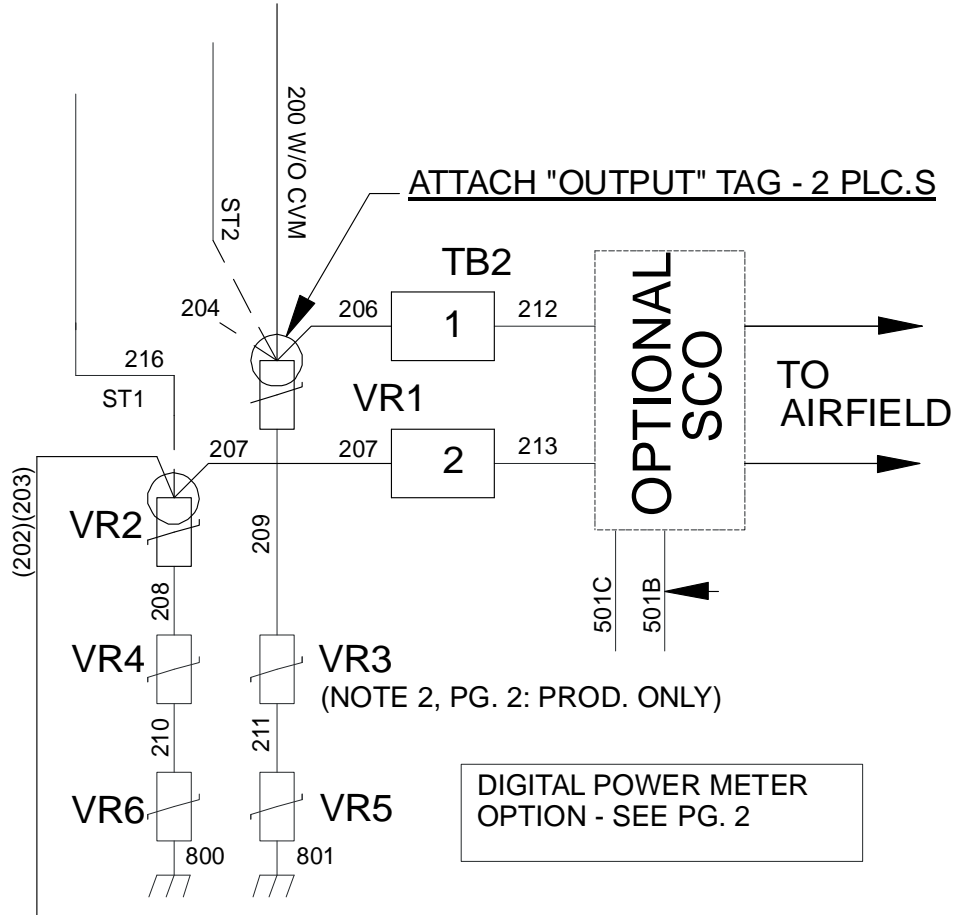 200 W/O CVM
ST2
ATTACH "OUTPUT" TAG - 2 PLC.S
TB2
204
206
1
212
OPTIONAL
SCO
TO
AIRFIELD
216
ST1
VR1
207
207
2
213
(202)(203)
VR2
209
208
501C
501B
VR4
VR3
(NOTE 2, PG. 2: PROD. ONLY)
210
211
VR6
VR5
DIGITAL POWER METER
OPTION - SEE PG. 2
800
801